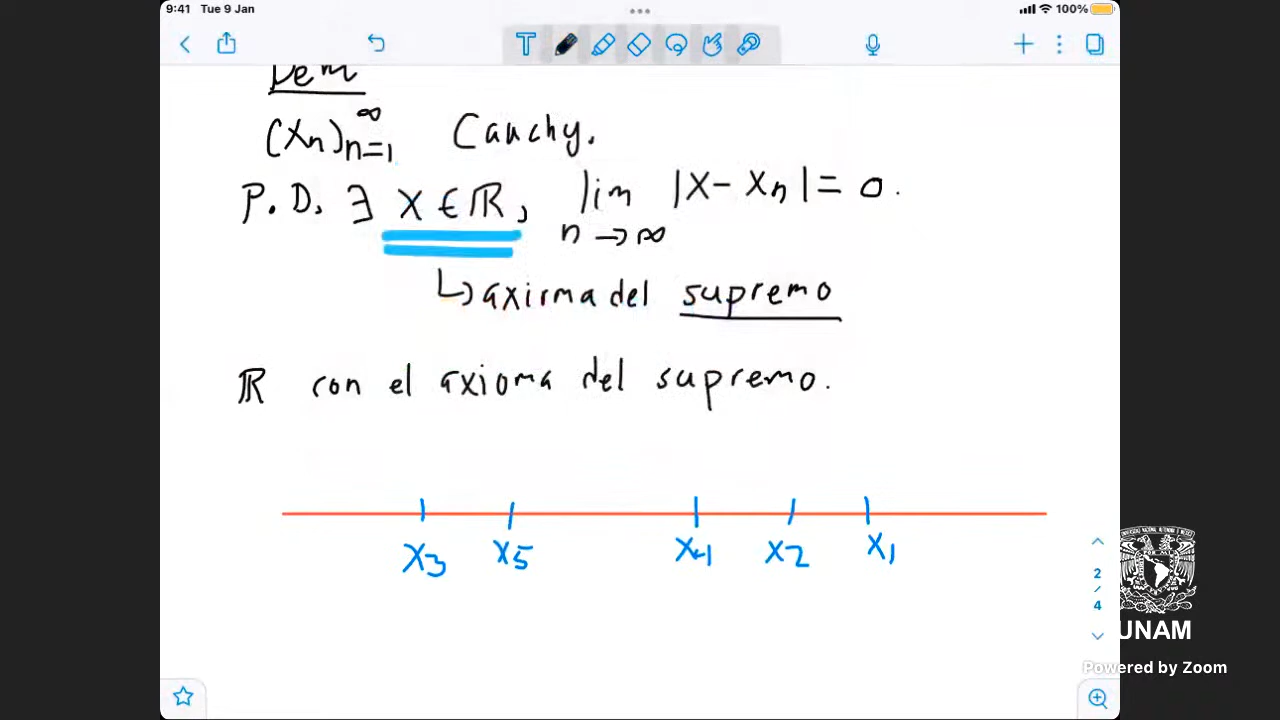 9:41 Tue 9 Jan 100%
Dem
(Xn)_{n=1}^∞ Cauchy.
P.D. ∃ X ∈ ℝ, lim_{n→∞} |X - Xn| = 0.
↳ axioma del supremo
ℝ con el axioma del supremo.
X3 X5 X4 X2 X1
2
/
4
UNAM
Powered by Zoom